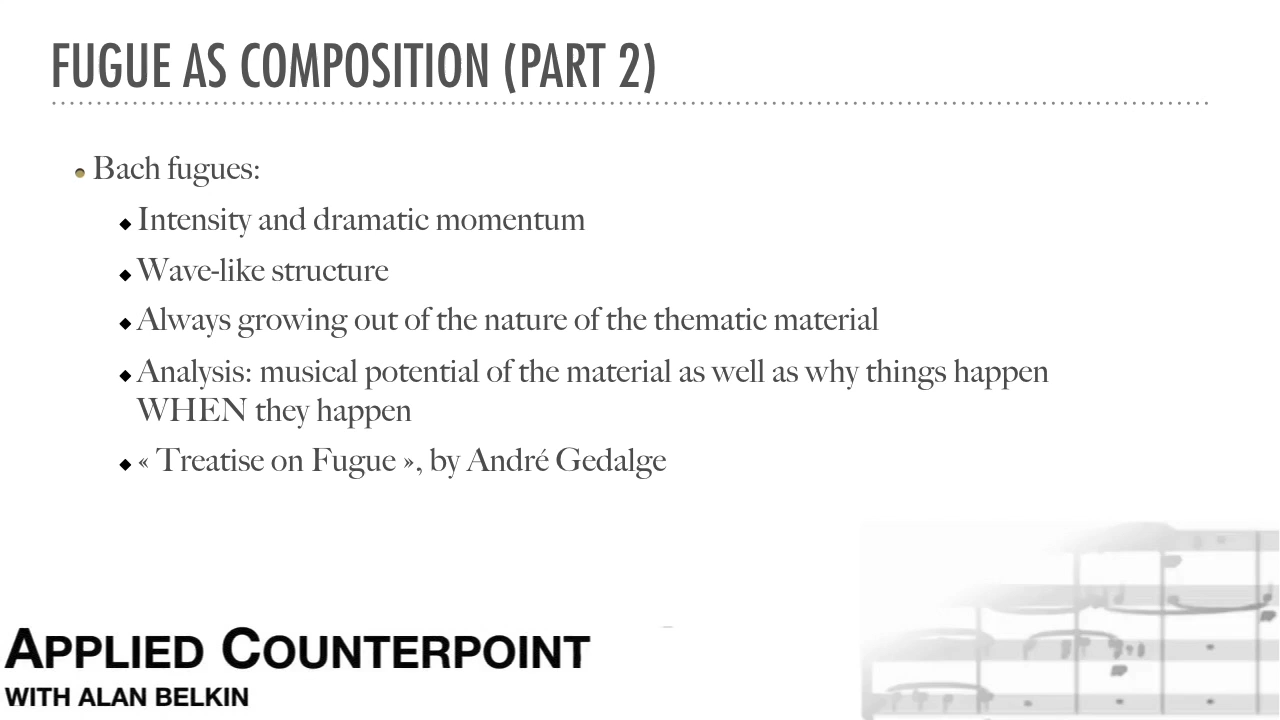 FUGUE AS COMPOSITION (PART 2)
Bach fugues:
Intensity and dramatic momentum
Wave-like structure
Always growing out of the nature of the thematic material
Analysis: musical potential of the material as well as why things happen
WHEN they happen
« Treatise on Fugue », by André Gedalge
APPLIED COUNTERPOINT
WITH ALAN BELKIN